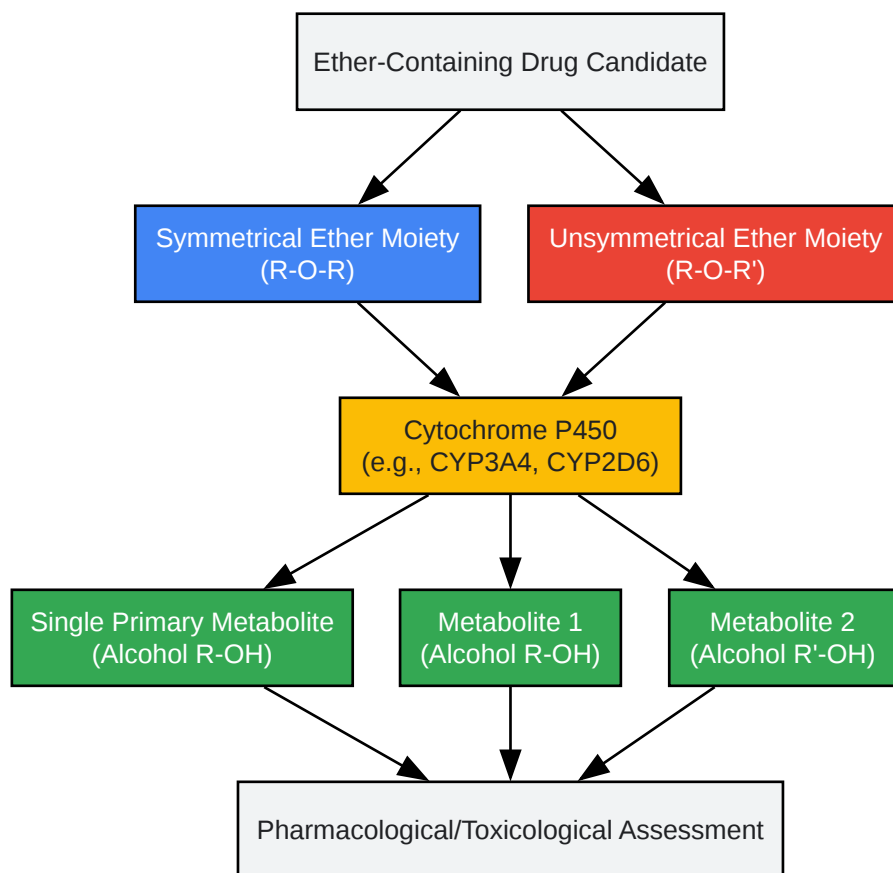 Ether-Containing Drug Candidate
Symmetrical Ether Moiety
(R-O-R)
Unsymmetrical Ether Moiety
(R-O-R')
Cytochrome P450
(e.g., CYP3A4, CYP2D6)
Single Primary Metabolite
(Alcohol R-OH)
Metabolite 1
(Alcohol R-OH)
Metabolite 2
(Alcohol R'-OH)
Pharmacological/Toxicological Assessment